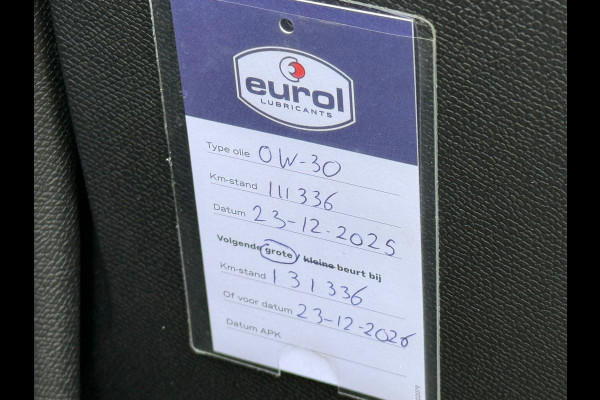 eurol
LUBRICANTS
Type olie 0W-30
Km-stand 111336
Datum 23-12-2025
Volgende grote / kleine beurt bij
Km-stand 131336
Of voor datum 23-12-2026
Datum APK